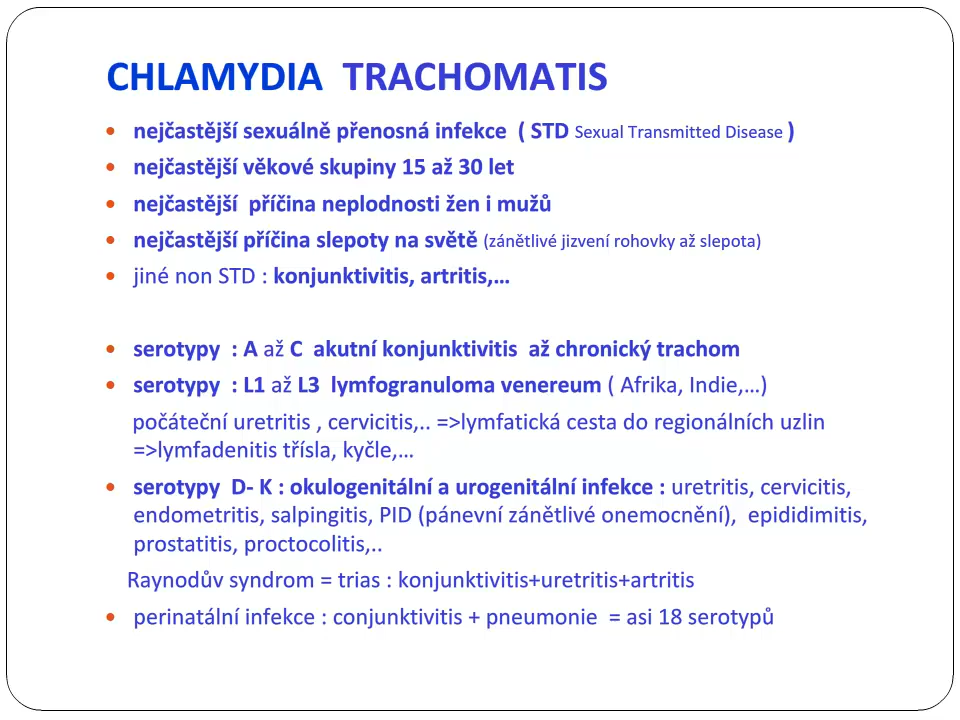 CHLAMYDIA TRACHOMATIS
• nejčastější sexuálně přenosná infekce ( STD Sexual Transmitted Disease )
• nejčastější věkové skupiny 15 až 30 let
• nejčastější příčina neplodnosti žen i mužů
• nejčastější příčina slepoty na světě (zánětlivé jizvení rohovky až slepota)
• jiné non STD : konjunktivitis, artritis,…
• serotypy : A až C akutní konjunktivitis až chronický trachom
• serotypy : L1 až L3 lymfogranuloma venereum ( Afrika, Indie,…)
počáteční uretritis , cervicitis,.. =>lymfatická cesta do regionálních uzlin
=>lymfadenitis třísla, kyčle,…
• serotypy D- K : okulogenitální a urogenitální infekce : uretritis, cervicitis,
endometritis, salpingitis, PID (pánevní zánětlivé onemocnění), epididimitis,
prostatitis, proctocolitis,..
Raynodův syndrom = trias : konjunktivitis+uretritis+artritis
• perinatální infekce : conjunktivitis + pneumonie = asi 18 serotypů